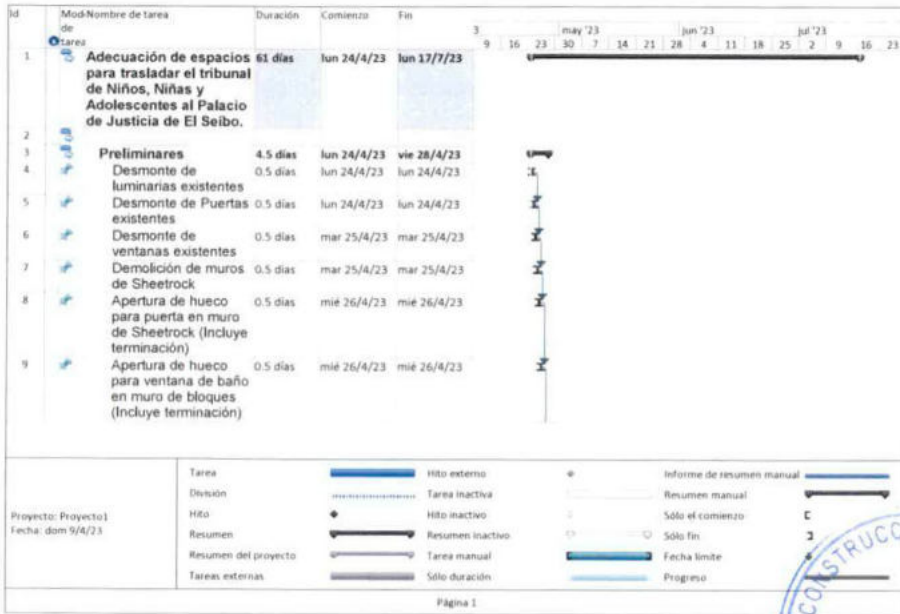 Id Mod Nombre de tarea Duración Comienzo Fin
de
tarea
3 may '23 jun '23 jul '23
9 16 23 30 7 14 21 28 4 11 18 25 2 9 16 23
1 Adecuación de espacios 61 días lun 24/4/23 lun 17/7/23
para trasladar el tribunal
de Niños, Niñas y
Adolescentes al Palacio
de Justicia de El Seibo.
2
3 Preliminares 4.5 días lun 24/4/23 vie 28/4/23
4 Desmonte de 0.5 días lun 24/4/23 lun 24/4/23
luminarias existentes
5 Desmonte de Puertas 0.5 días lun 24/4/23 lun 24/4/23
existentes
6 Desmonte de 0.5 días mar 25/4/23 mar 25/4/23
ventanas existentes
7 Demolición de muros 0.5 días mar 25/4/23 mar 25/4/23
de Sheetrock
8 Apertura de hueco 0.5 días mié 26/4/23 mié 26/4/23
para puerta en muro
de Sheetrock (Incluye
terminación)
9 Apertura de hueco 0.5 días mié 26/4/23 mié 26/4/23
para ventana de baño
en muro de bloques
(Incluye terminación)
Proyecto: Proyecto1
Fecha: dom 9/4/23
Tarea Hito externo Informe de resumen manual
División Tarea inactiva Resumen manual
Hito Hito inactivo Sólo el comienzo
Resumen Resumen inactivo Sólo fin
Resumen del proyecto Tarea manual Fecha límite
Tareas externas Sólo duración Progreso
Página 1
CONSTRUCC